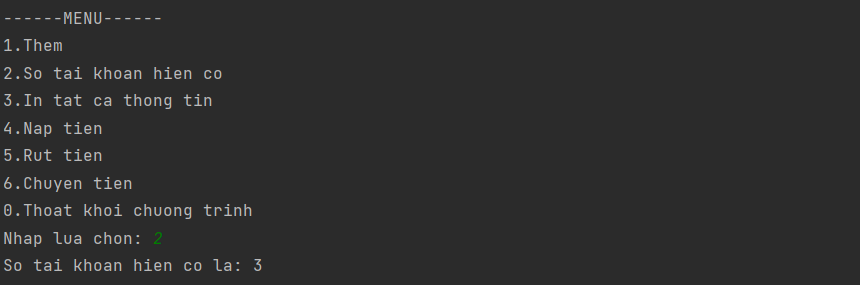 ------MENU------
1.Them
2.So tai khoan hien co
3.In tat ca thong tin
4.Nap tien
5.Rut tien
6.Chuyen tien
0.Thoat khoi chuong trinh
Nhap lua chon: 2
So tai khoan hien co la: 3